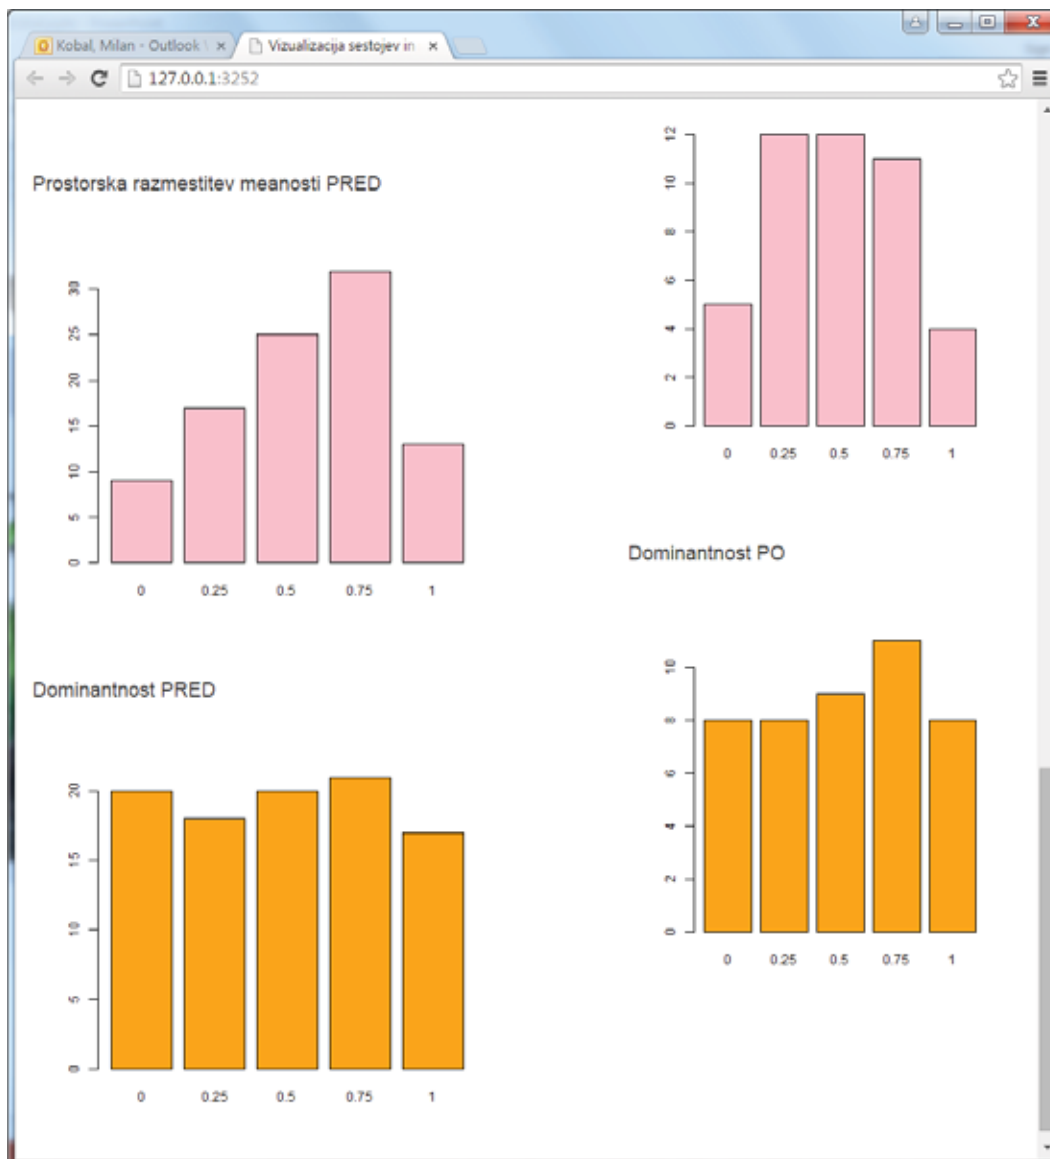 Kobal, Milan - Outlook
Vizualizacija sestojev in
127.0.0.1:3252
Prostorska razmestitev meanosti PRED
30
25
20
15
10
5
0
0 0.25 0.5 0.75 1
12
10
8
6
4
2
0
0 0.25 0.5 0.75 1
Dominantnost PRED
20
15
10
5
0
0 0.25 0.5 0.75 1
Dominantnost PO
10
8
6
4
2
0
0 0.25 0.5 0.75 1